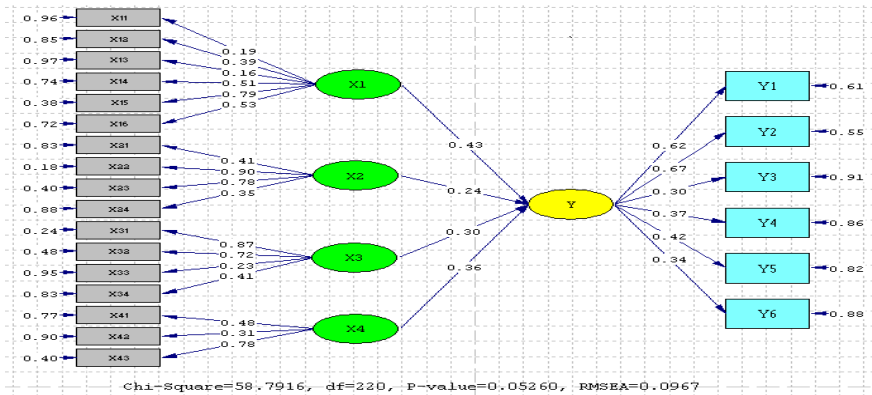 0.96 X11
0.85 X12
0.97 X13
0.74 X14
0.38 X15
0.72 X16
0.83 X21
0.18 X22
0.40 X23
0.88 X24
0.24 X31
0.48 X32
0.95 X33
0.83 X34
0.77 X41
0.90 X42
0.40 X43
0.19
0.39
0.16
0.51
0.79
0.53
0.41
0.90
0.78
0.35
0.87
0.72
0.23
0.41
0.48
0.31
0.78
X1
X2
X3
X4
0.43
0.24
0.30
0.36
Y
0.62
0.67
0.30
0.37
0.42
0.34
Y1 0.61
Y2 0.55
Y3 0.91
Y4 0.86
Y5 0.82
Y6 0.88
Chi-Square=58.7916, df=220, P-value=0.05260, RMSEA=0.0967